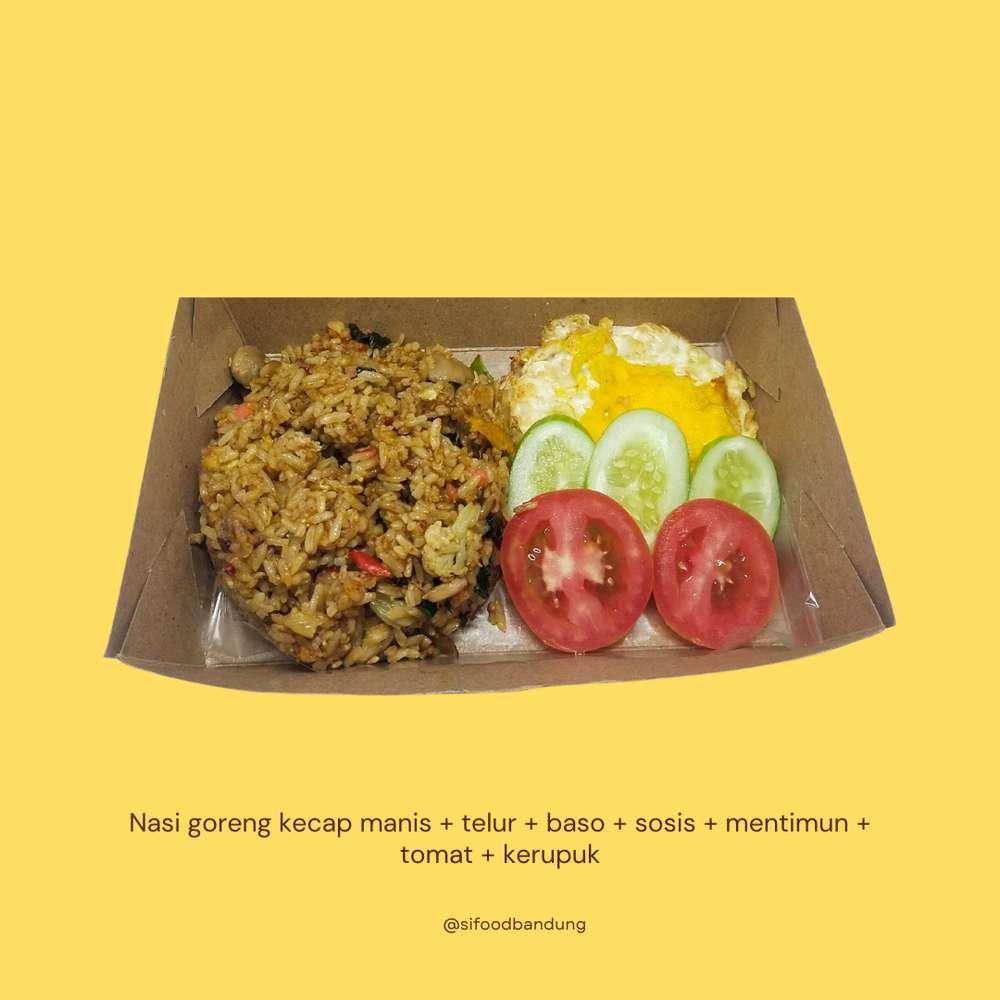 Nasi goreng kecap manis + telur + baso + sosis + mentimun +
tomat + kerupuk
@sifoodbandung